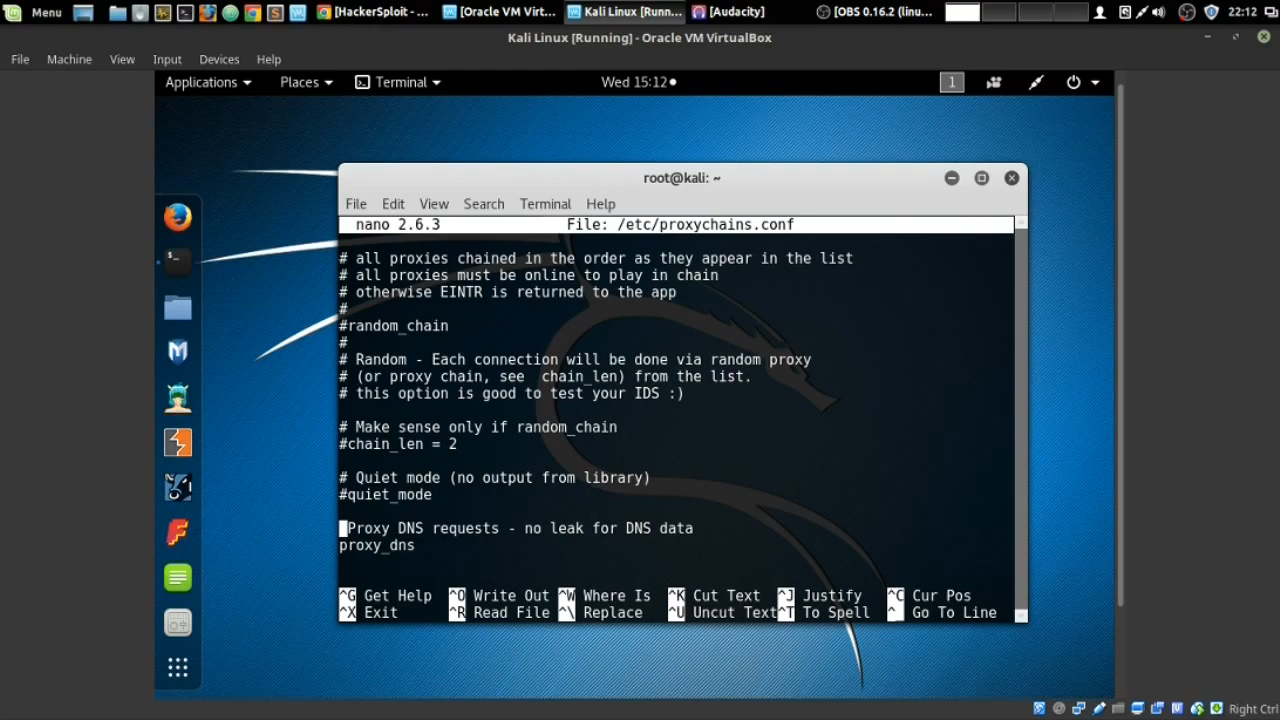 Menu
[HackerSploit - ...
[Oracle VM Virt...
Kali Linux [Runn...
[Audacity]
[OBS 0.16.2 (linu...
22:12
Kali Linux [Running] - Oracle VM VirtualBox
File Machine View Input Devices Help
Applications Places Terminal Wed 15:12 1
root@kali: ~
File Edit View Search Terminal Help
nano 2.6.3 File: /etc/proxychains.conf
# all proxies chained in the order as they appear in the list
# all proxies must be online to play in chain
# otherwise EINTR is returned to the app
#
#random_chain
#
# Random - Each connection will be done via random proxy
# (or proxy chain, see  chain_len) from the list.
# this option is good to test your IDS :)
# Make sense only if random_chain
#chain_len = 2
# Quiet mode (no output from library)
#quiet_mode
Proxy DNS requests - no leak for DNS data
proxy_dns
^G Get Help ^O Write Out ^W Where Is ^K Cut Text ^J Justify ^C Cur Pos
^X Exit ^R Read File ^\ Replace ^U Uncut Text ^T To Spell ^_ Go To Line
Right Ctrl